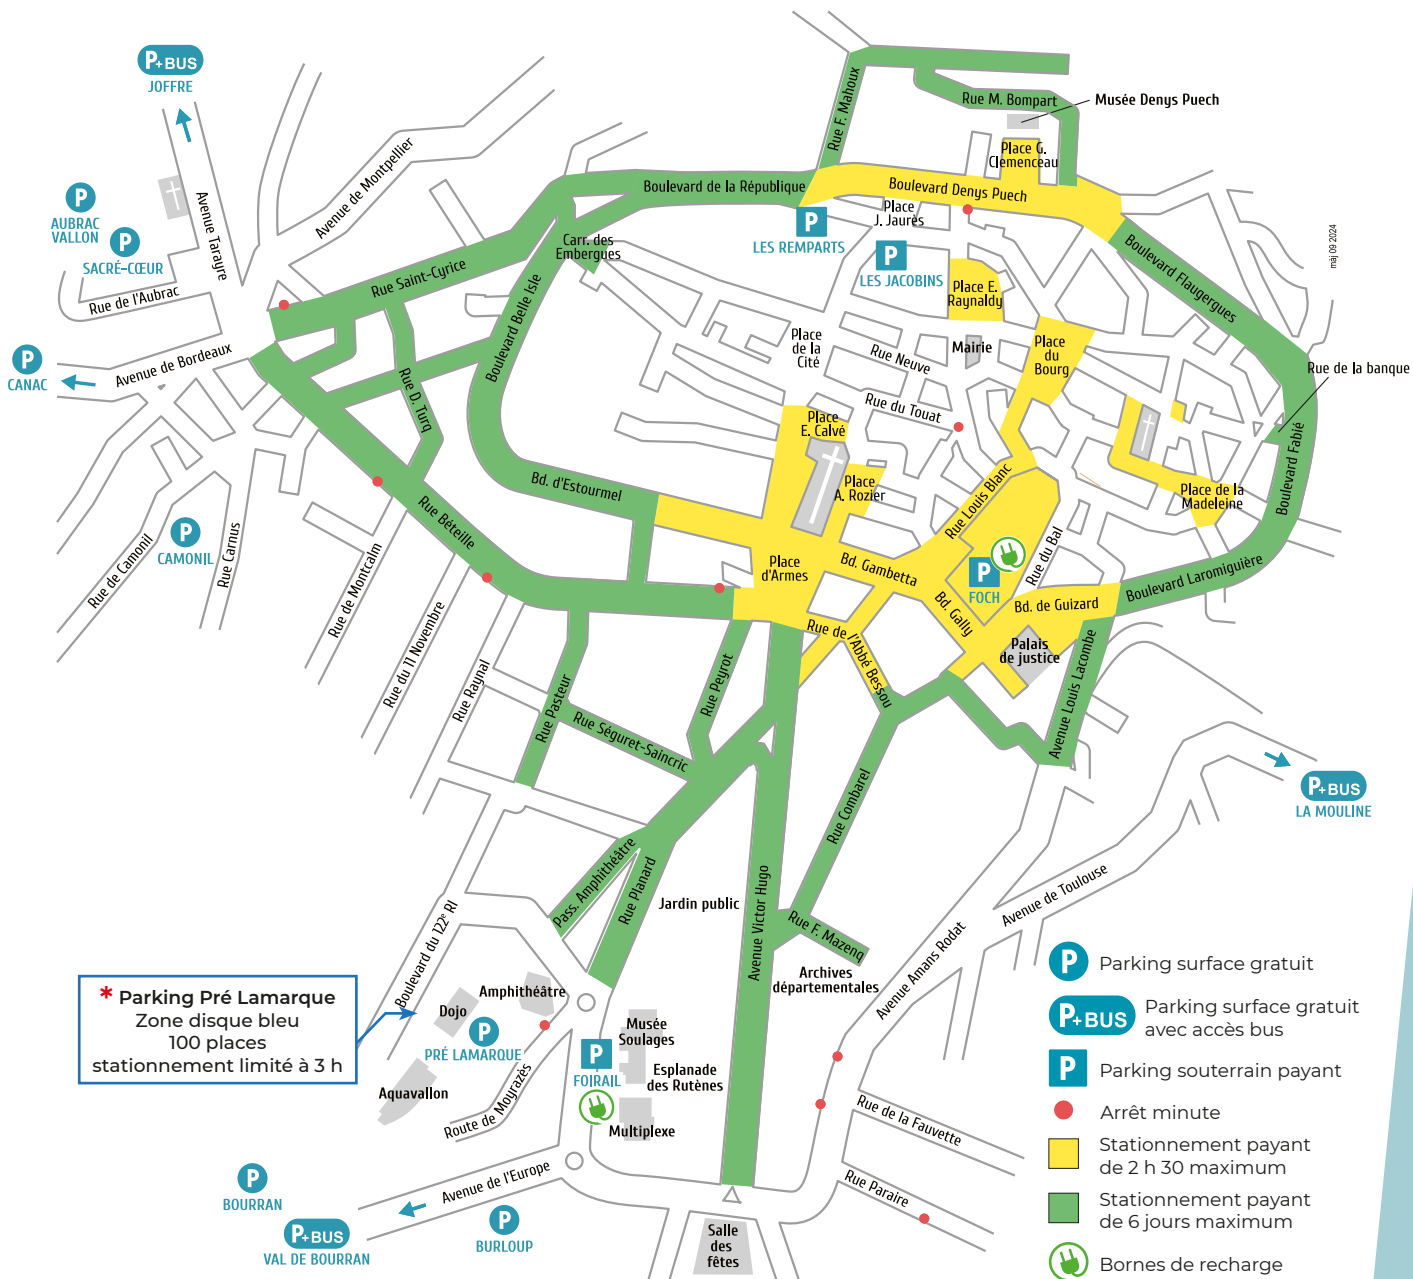 P+BUS
JOFFRE
P
AUBRAC
VALLON
P
SACRÉ-CŒUR
Avenue Tarayre
Avenue de Montpellier
Rue de l'Aubrac
P
CANAC
Avenue de Bordeaux
Rue Saint-Cyrice
Carr. des
Embergues
Boulevard de la République
Rue F. Mahoux
Rue M. Bompart
Musée Denys Puech
Place G.
Clemenceau
Boulevard Denys Puech
Place
J. Jaurès
P
LES REMPARTS
P
LES JACOBINS
Place E.
Raynaldy
Boulevard Flaugergues
màj 09 2024
Boulevard Belle Isle
Rue D. Turq
Place
de la
Cité
Rue Neuve
Mairie
Place
du
Bourg
Rue de la banque
Rue du Touat
Place
E. Calvé
Place
A. Rozier
Rue Louis Blanc
Place de la
Madeleine
Boulevard Fabié
Bd. d'Estourmel
Rue Béteille
P
CAMONIL
Rue de Camonil
Rue Carnus
Rue de Montcalm
Rue du 11 Novembre
Rue Raynal
Place
d'Armes
Bd. Gambetta
P
FOCH
Rue du Bal
Bd. Gally
Bd. de Guizard
Boulevard Laromiguière
Palais
de justice
Rue de l'Abbé Bessou
Avenue Louis Lacombe
Rue Peyrot
Rue Pasteur
Rue Séguret-Saincric
Rue Combarel
P+BUS
LA MOULINE
Pass. Amphithéâtre
Rue Planard
Jardin public
Avenue Victor Hugo
Rue F. Mazenq
Archives
départementales
Avenue Amans Rodat
Avenue de Toulouse
Boulevard du 122e RI
* Parking Pré Lamarque
Zone disque bleu
100 places
stationnement limité à 3 h
Dojo
Amphithéâtre
P
PRÉ LAMARQUE
Aquavallon
Route de Moyrazès
P
FOIRAIL
Musée
Soulages
Esplanade
des Rutènes
Multiplexe
Rue de la Fauvette
Rue Paraire
Avenue de l'Europe
P
BOURRAN
P+BUS
VAL DE BOURRAN
P
BURLOUP
Salle
des
fêtes
P Parking surface gratuit
P+BUS Parking surface gratuit
avec accès bus
P Parking souterrain payant
Arrêt minute
Stationnement payant
de 2 h 30 maximum
Stationnement payant
de 6 jours maximum
Bornes de recharge